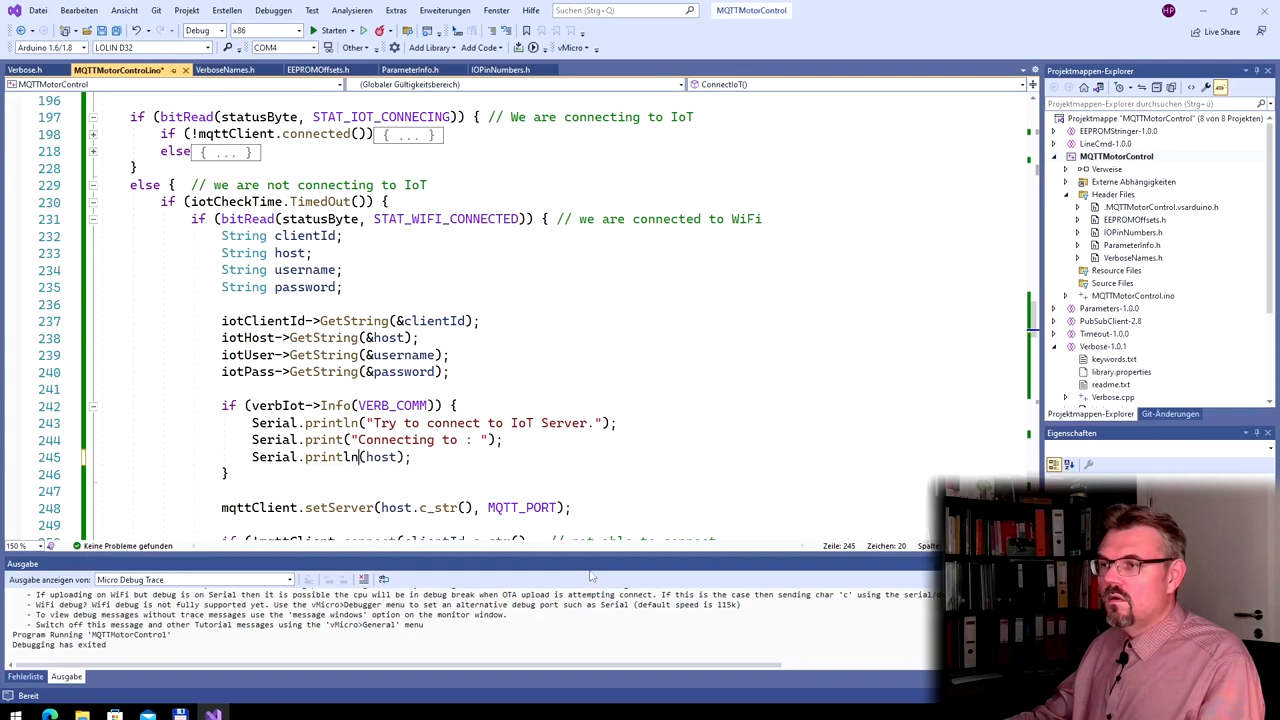 Datei Bearbeiten Ansicht Git Projekt Erstellen Debuggen Test Analysieren Extras Erweiterungen Fenster Hilfe Suchen (Strg+Q) MQTTMotorControl HP
Debug x86 Starten Live Share
Arduino 1.6/1.8 LOLIN D32 COM4 Other Add Library Add Code vMicro
Verbose.h MQTTMotorControl.ino* VerboseNames.h EEPROMOffsets.h ParameterInfo.h IOPinNumbers.h
MQTTMotorControl (Globaler Gültigkeitsbereich) ConnectIoT()
196
197 if (bitRead(statusByte, STAT_IOT_CONNECING)) { // We are connecting to IoT
198 if (!mqttClient.connected()) { ... }
218 else { ... }
228 }
229 else { // we are not connecting to IoT
230 if (iotCheckTime.TimedOut()) {
231 if (bitRead(statusByte, STAT_WIFI_CONNECTED)) { // we are connected to WiFi
232 String clientId;
233 String host;
234 String username;
235 String password;
236
237 iotClientId->GetString(&clientId);
238 iotHost->GetString(&host);
239 iotUser->GetString(&username);
240 iotPass->GetString(&password);
241
242 if (verbIot->Info(VERB_COMM)) {
243 Serial.println("Try to connect to IoT Server.");
244 Serial.print("Connecting to : ");
245 Serial.println(host);
246 }
247
248 mqttClient.setServer(host.c_str(), MQTT_PORT);
249
150 % Keine Probleme gefunden Zeile: 245 Zeichen: 20 Spalte
Ausgabe
Ausgabe anzeigen von: Micro Debug Trace
- If uploading on WiFi but debug is on Serial then it is possible the cpu will be in debug break when OTA upload is attempting connect. If this is the case then sending char 'c' using the serial/de
- WiFi debug? Wifi debug is not fully supported yet. Use the vMicro>Debugger menu to set an alternative debug port such as Serial (default speed is 115k)
- To view debug messages without trace messages use the 'message windows' option on the monitor window.
- Switch off this message and other Tutorial messages using the 'vMicro>General' menu
Program Running 'MQTTMotorControl'
Debugging has exited
Fehlerliste Ausgabe
Bereit
Projektmappen-Explorer
Projektmappen-Explorer durchsuchen (Strg+ü)
Projektmappe "MQTTMotorControl" (8 von 8 Projekten)
EEPROMStringer-1.0.0
LineCmd-1.0.0
MQTTMotorControl
Verweise
Externe Abhängigkeiten
Header Files
.MQTTMotorControl.vsarduino.h
EEPROMOffsets.h
IOPinNumbers.h
ParameterInfo.h
VerboseNames.h
Resource Files
Source Files
MQTTMotorControl.ino
Parameters-1.0.0
PubSubClient-2.8
Timeout-1.0.0
Verbose-1.0.1
keywords.txt
library.properties
readme.txt
Verbose.cpp
Projektmappen-Explorer Git-Änderungen
Eigenschaften